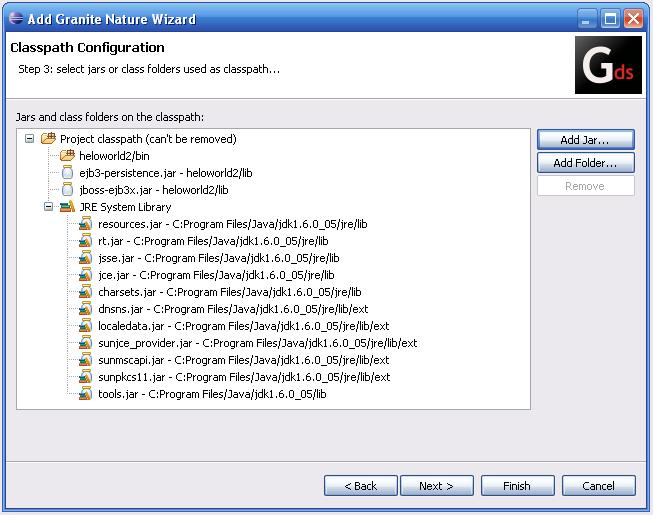 Add Granite Nature Wizard
Classpath Configuration
Step 3: select jars or class folders used as classpath...
Gds
Jars and class folders on the classpath:
Project classpath (can't be removed)
heloworld2/bin
ejb3-persistence.jar - heloworld2/lib
jboss-ejb3x.jar - heloworld2/lib
JRE System Library
resources.jar - C:Program Files/Java/jdk1.6.0_05/jre/lib
rt.jar - C:Program Files/Java/jdk1.6.0_05/jre/lib
jsse.jar - C:Program Files/Java/jdk1.6.0_05/jre/lib
jce.jar - C:Program Files/Java/jdk1.6.0_05/jre/lib
charsets.jar - C:Program Files/Java/jdk1.6.0_05/jre/lib
dnsns.jar - C:Program Files/Java/jdk1.6.0_05/jre/lib/ext
localedata.jar - C:Program Files/Java/jdk1.6.0_05/jre/lib/ext
sunjce_provider.jar - C:Program Files/Java/jdk1.6.0_05/jre/lib/ext
sunmscapi.jar - C:Program Files/Java/jdk1.6.0_05/jre/lib/ext
sunpkcs11.jar - C:Program Files/Java/jdk1.6.0_05/jre/lib/ext
tools.jar - C:Program Files/Java/jdk1.6.0_05/lib
Add Jar...
Add Folder...
Remove
< Back
Next >
Finish
Cancel